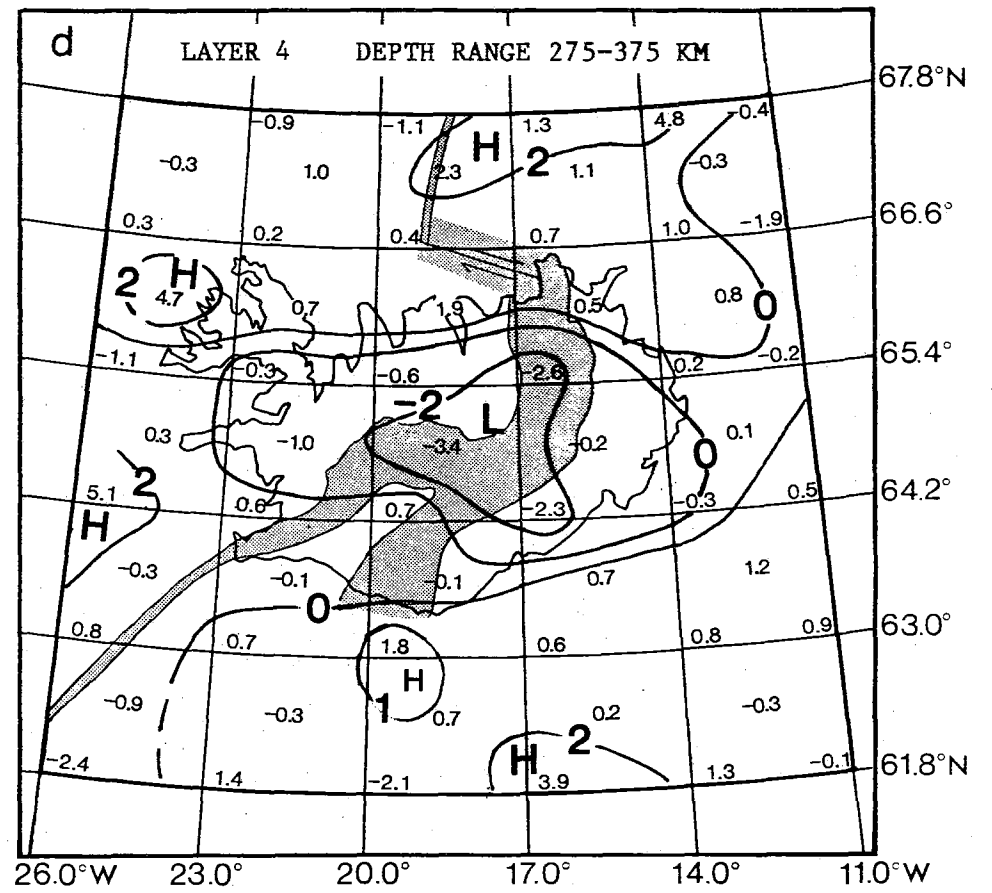 d
LAYER 4 DEPTH RANGE 275-375 KM
67.8°N
-0.9 -1.1 1.3 4.8 -0.4
H 2
-0.3 1.0 2.3 1.1 -0.3
66.6°
0.3 0.2 0.4 0.7 1.0 -1.9
2 H
4.7 0.7 1.9 0.5 0.8 0
65.4°
-1.1 -0.3 -0.6 -2.6 0.2 -0.2
-2 L
0.3 -1.0 -3.4 -0.2 0 0.1
64.2°
2
5.1 0.6 0.7 -2.3 -0.3 0.5
H
-0.3 -0.1 -0.1 0.7 1.2
0
63.0°
0.8 0.7 1.8 0.6 0.8 0.9
H
-0.9 -0.3 1 0.7 0.2 -0.3
H 2
61.8°N
-2.4 1.4 -2.1 3.9 1.3 -0.1
26.0°W 23.0° 20.0° 17.0° 14.0° 11.0°W